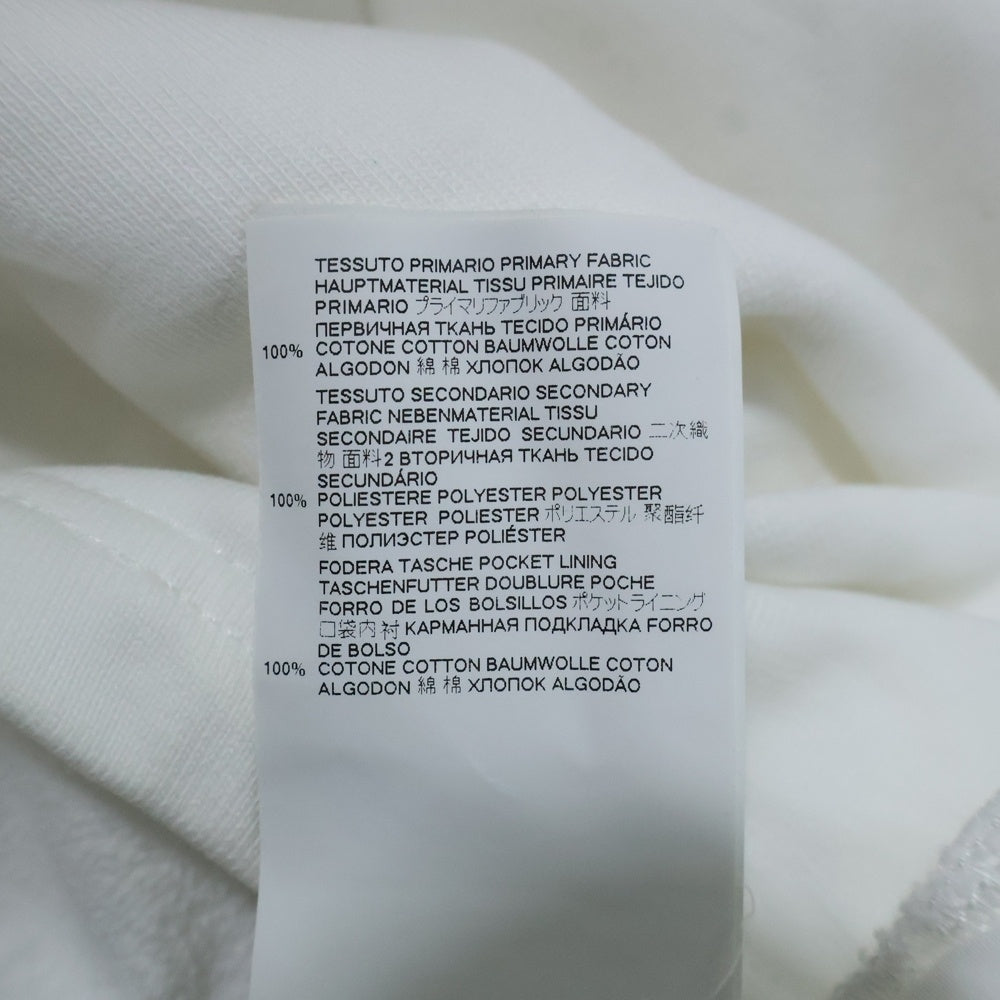 TESSUTO PRIMARIO PRIMARY FABRIC
HAUPTMATERIAL TISSU PRIMAIRE TEJIDO
PRIMARIO プライマリファブリック 面料
ПЕРВИЧНАЯ ТКАНЬ TECIDO PRIMÁRIO
100% COTONE COTTON BAUMWOLLE COTON
ALGODON 綿 棉 ХЛОПОК ALGODÃO
TESSUTO SECONDARIO SECONDARY
FABRIC NEBENMATERIAL TISSU
SECONDAIRE TEJIDO SECUNDARIO 二次織
物 面料2 ВТОРИЧНАЯ ТКАНЬ TECIDO
SECUNDÁRIO
100% POLIESTERE POLYESTER POLYESTER
POLYESTER POLIESTER ポリエステル 聚酯纤
维 ПОЛИЭСТЕР POLIÉSTER
FODERA TASCHE POCKET LINING
TASCHENFUTTER DOUBLURE POCHE
FORRO DE LOS BOLSILLOS ポケットライニング
口袋内衬 КАРМАННАЯ ПОДКЛАДКА FORRO
DE BOLSO
100% COTONE COTTON BAUMWOLLE COTON
ALGODON 綿 棉 ХЛОПОК ALGODÃO